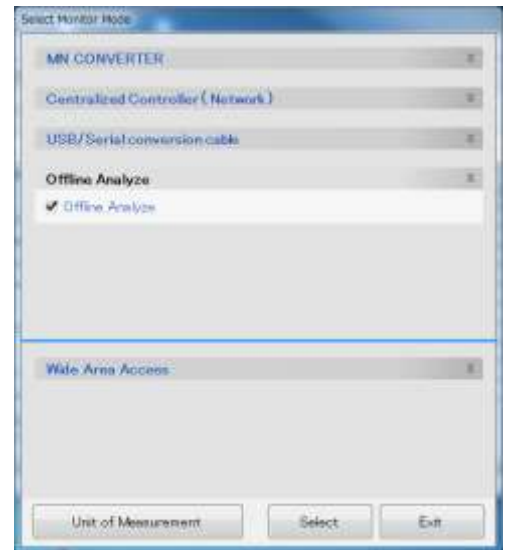 Select Monitor Mode
MN CONVERTER
Centralized Controller ( Network )
USB/Serial conversion cable
Offline Analyze
✔ Offline Analyze
Wide Area Access
Unit of Measurement
Select
Exit